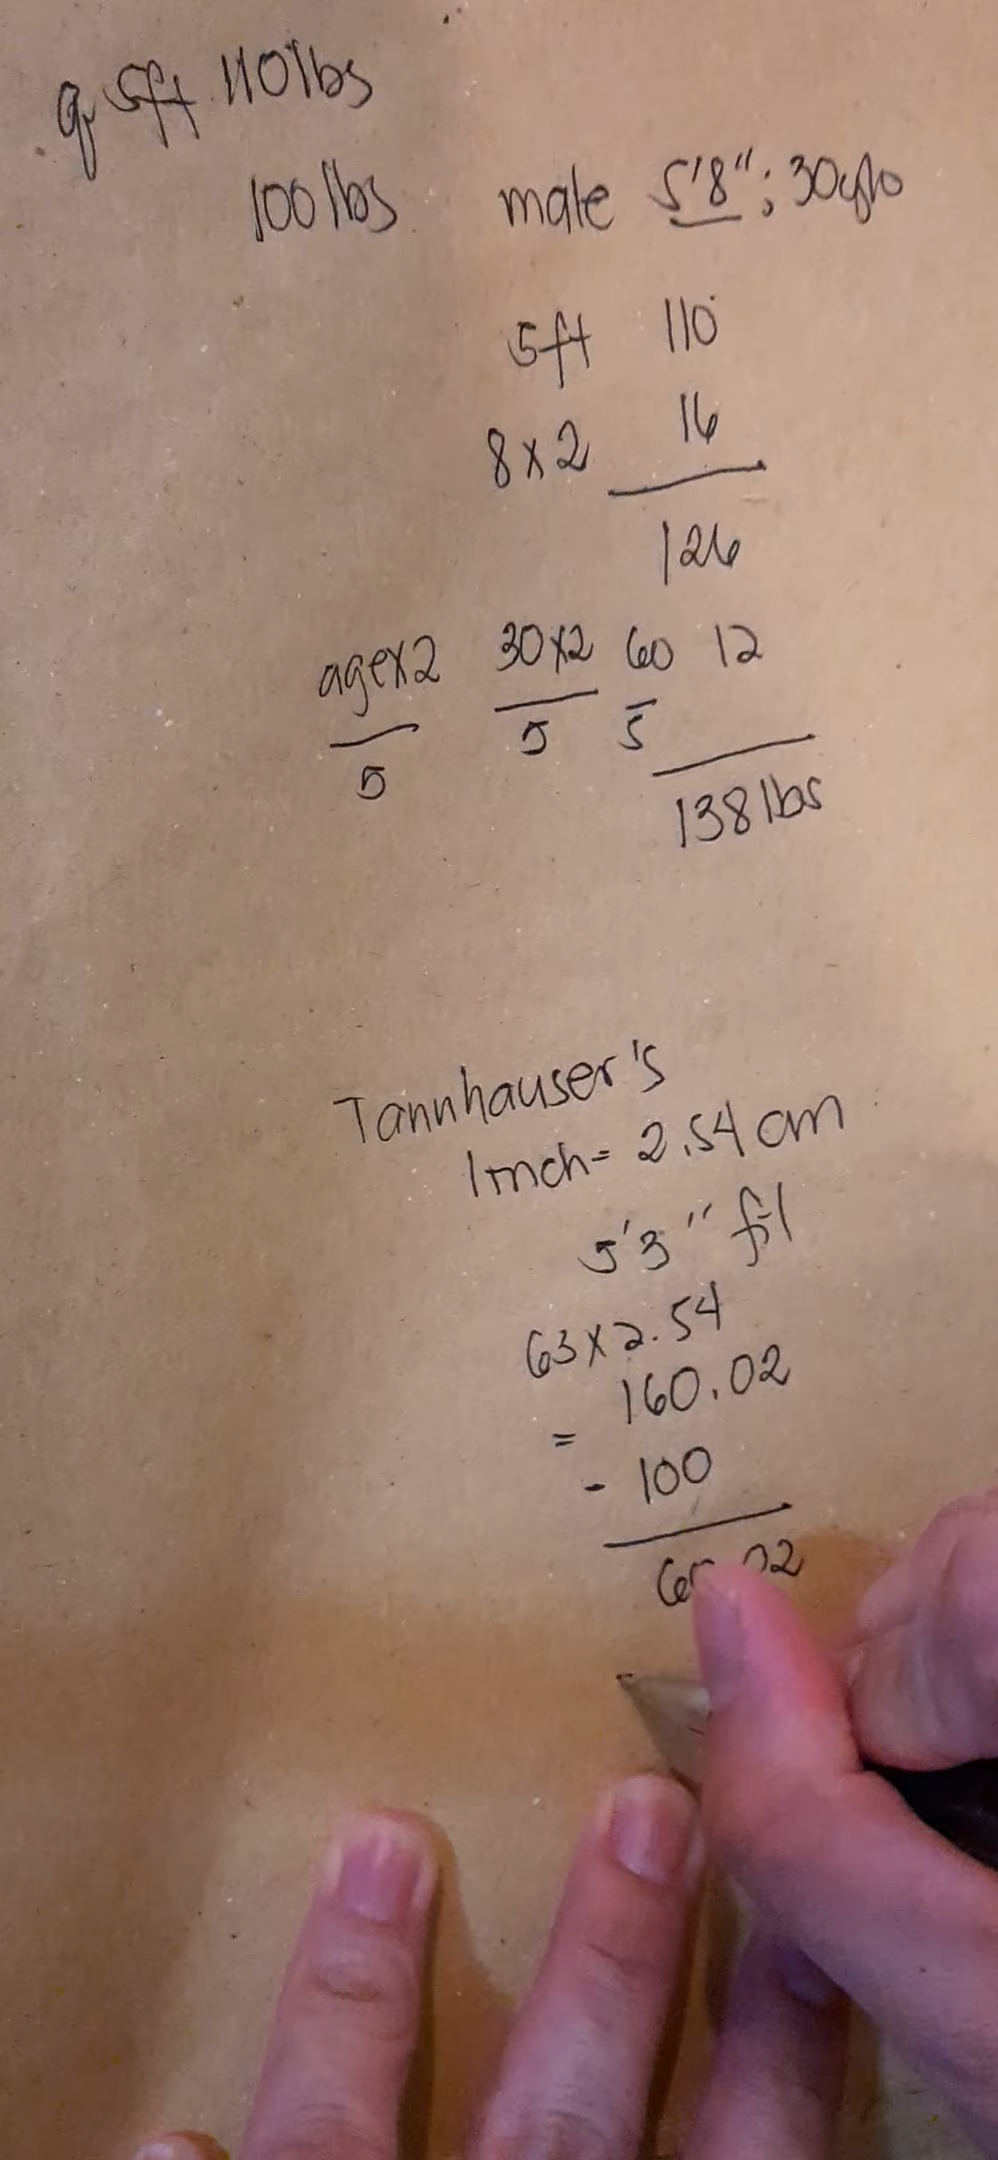 5ft 110lbs
100lbs male 5'8"; 30y/o
5ft 110
8x2 16
126
agex2 30x2 60 12
5 5 5
138lbs
Tannhauser's
1inch= 2.54 cm
5'3"
63x2.54
= 160.02
- 100